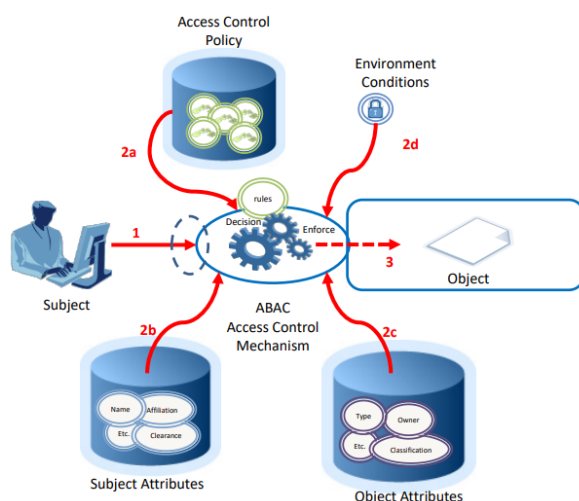 Access Control
Policy
Environment
Conditions
2a
2d
rules
Decision
Enforce
1
3
Subject
Object
ABAC
Access Control
Mechanism
2b
2c
Name
Affiliation
Etc.
Clearance
Type
Owner
Etc.
Classification
Subject Attributes
Object Attributes